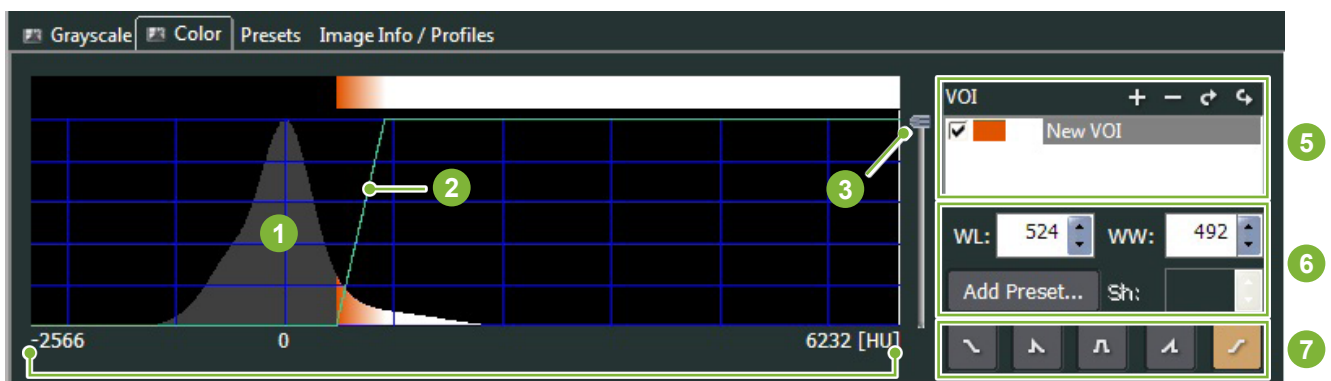 Grayscale Color Presets Image Info / Profiles
VOI + −
New VOI
5
3
2
1
WL: 524 WW: 492
6
Add Preset... Sh:
-2566 0 6232 [HU]
7